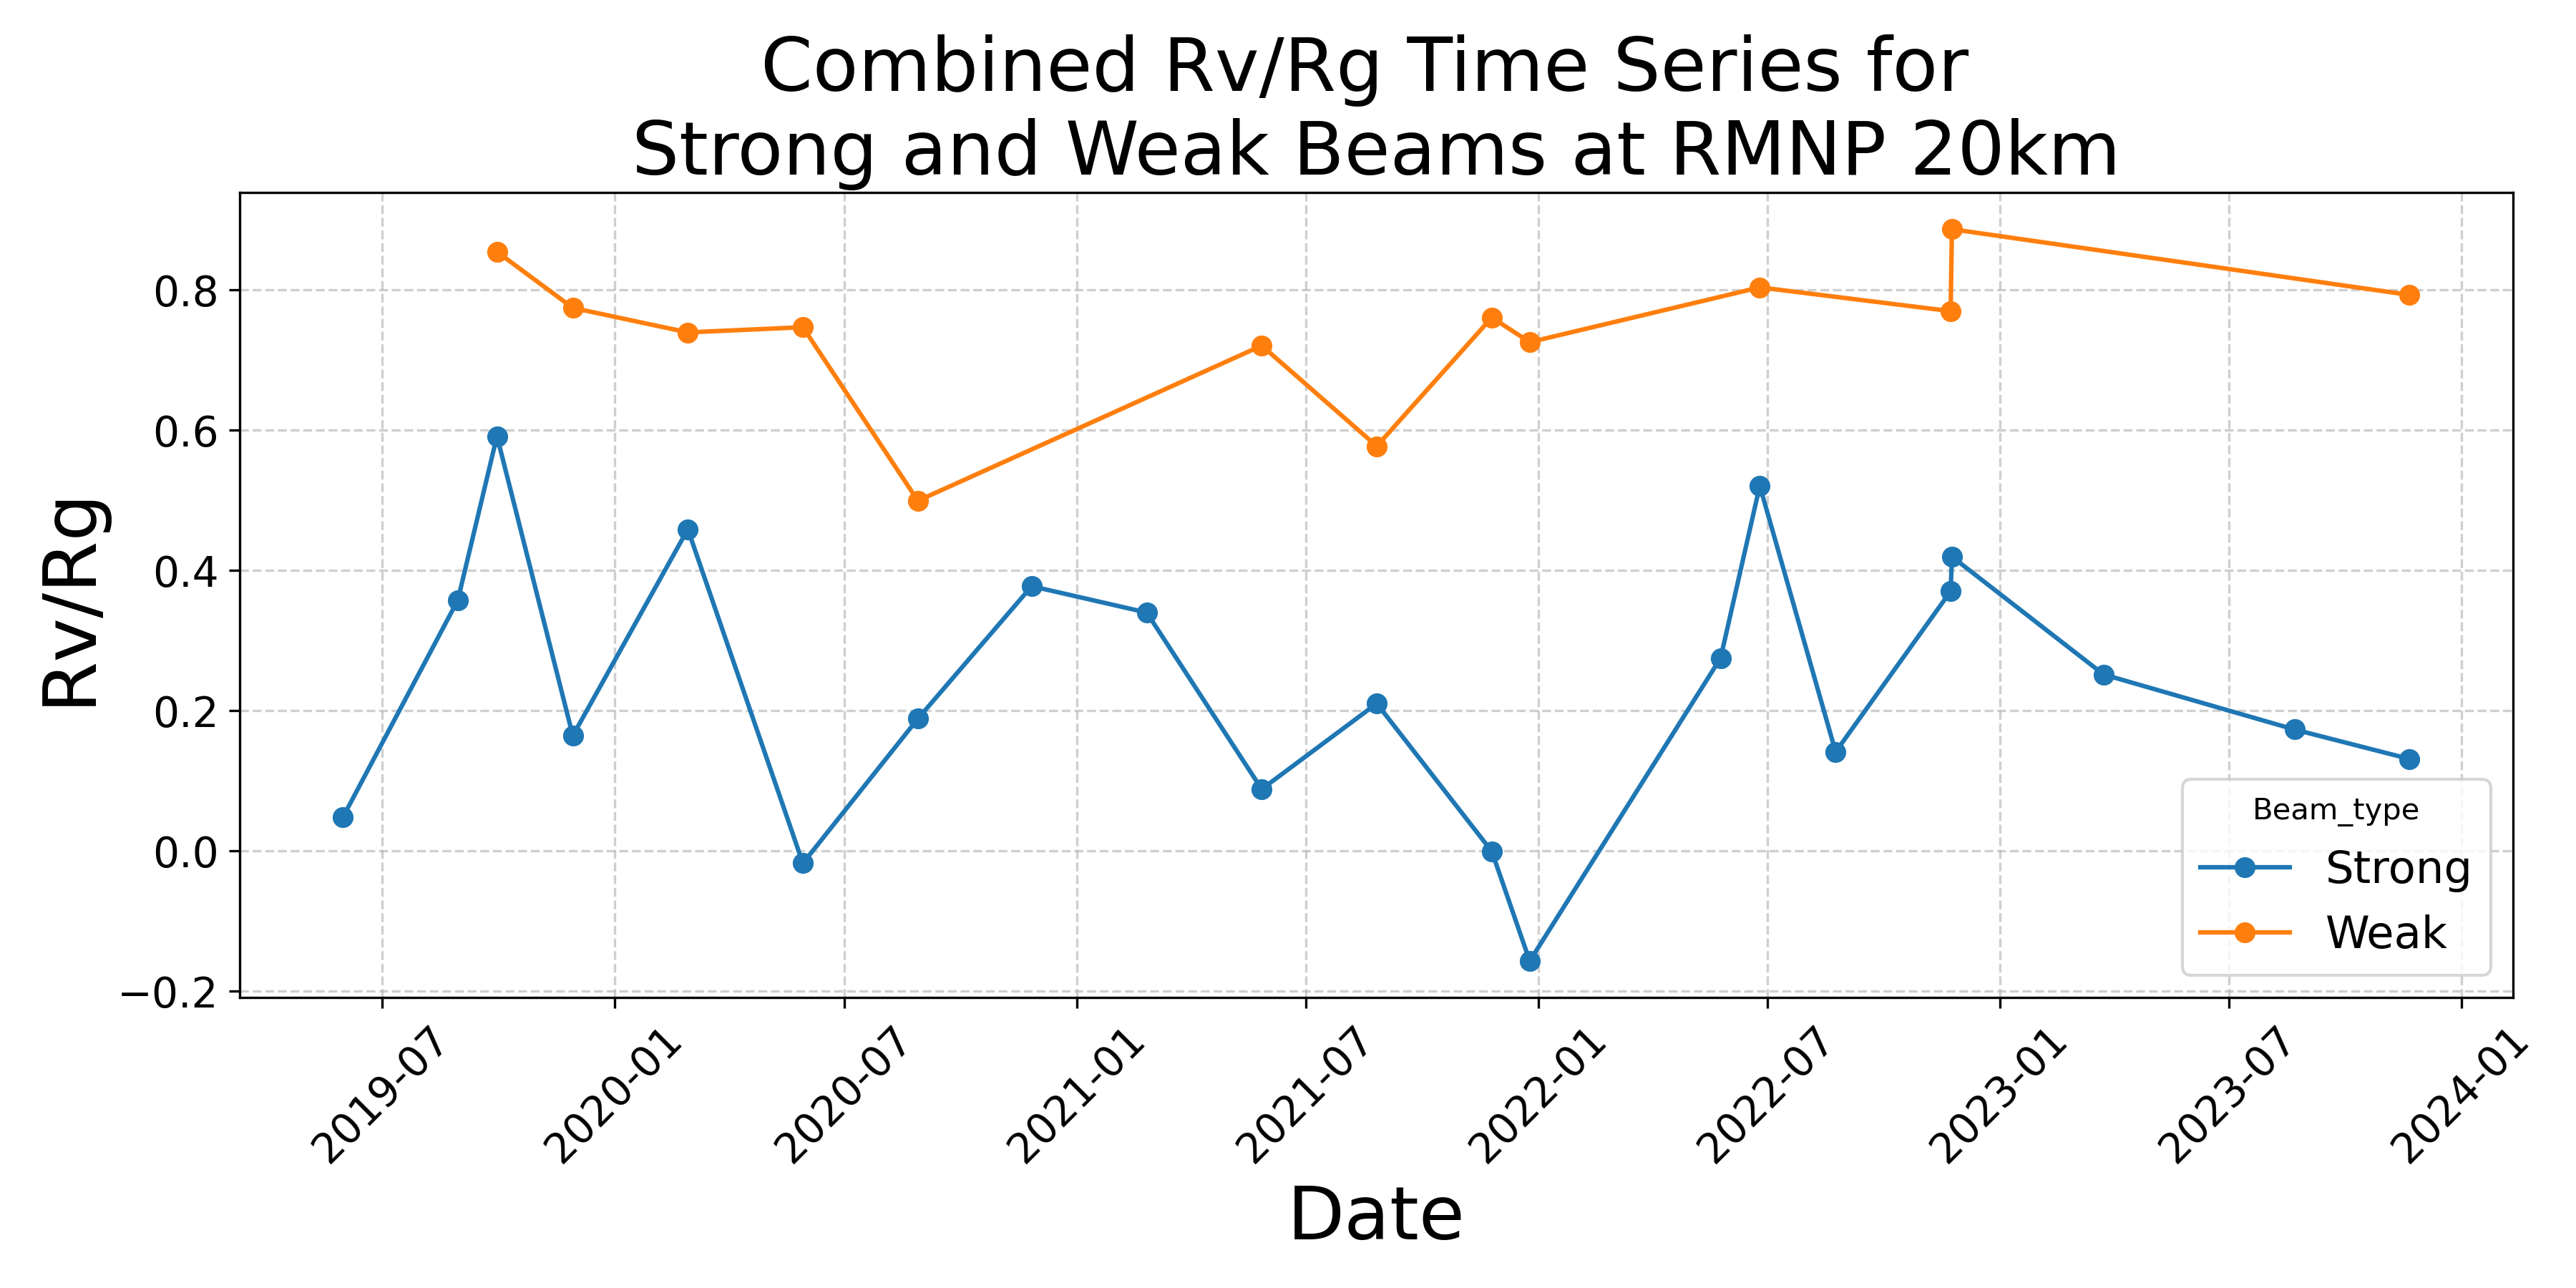 Combined Rv/Rg Time Series for
Strong and Weak Beams at RMNP 20km
Rv/Rg
0.8
0.6
0.4
0.2
0.0
−0.2
Beam_type
Strong
Weak
2019-07
2020-01
2020-07
2021-01
2021-07
2022-01
2022-07
2023-01
2023-07
2024-01
Date